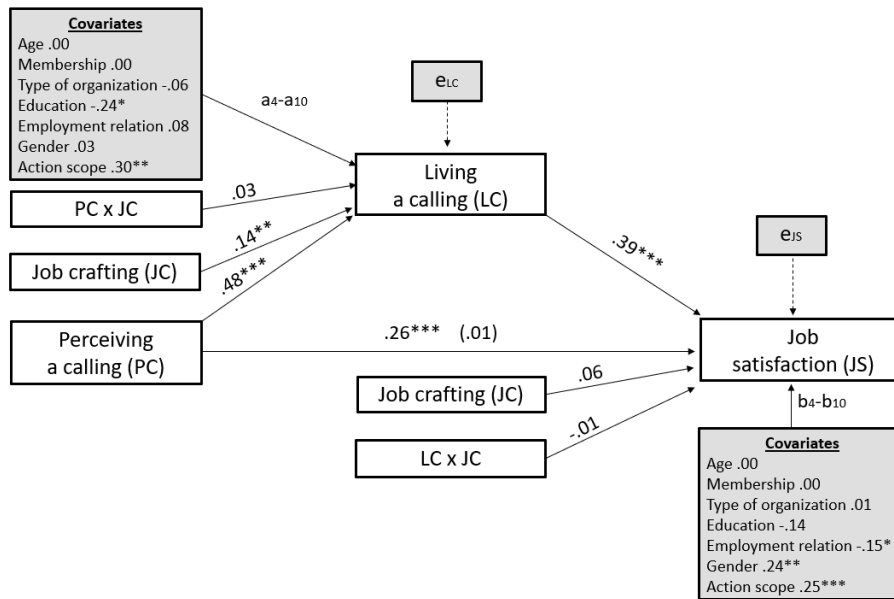 Covariates
Age .00
Membership .00
Type of organization -.06
Education -.24*
Employment relation .08
Gender .03
Action scope .30**
a4-a10
eLC
Living
a calling (LC)
PC x JC
.03
Job crafting (JC)
.14**
.48***
Perceiving
a calling (PC)
.39***
eJS
.26*** (.01)
Job
satisfaction (JS)
Job crafting (JC)
.06
LC x JC
-.01
b4-b10
Covariates
Age .00
Membership .00
Type of organization .01
Education -.14
Employment relation -.15*
Gender .24**
Action scope .25***